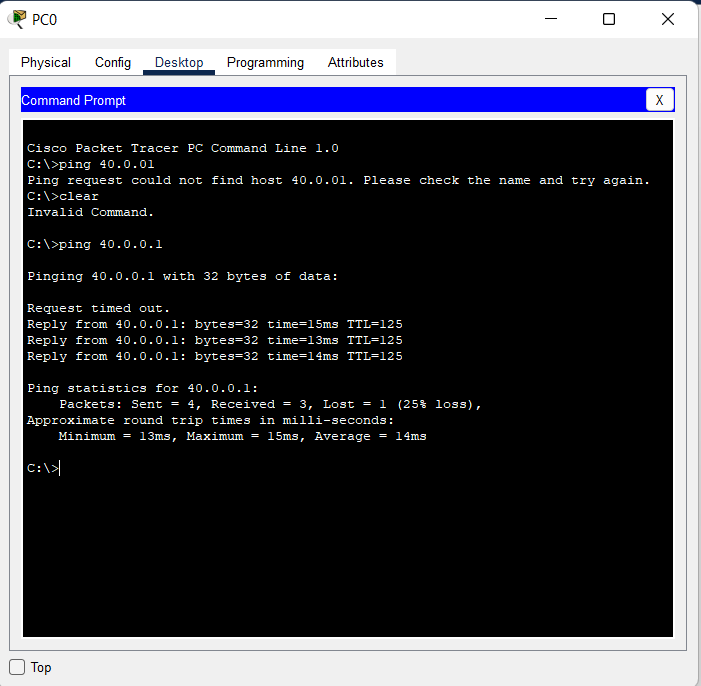 PC0
Physical Config Desktop Programming Attributes
Command Prompt X
Cisco Packet Tracer PC Command Line 1.0
C:\>ping 40.0.01
Ping request could not find host 40.0.01. Please check the name and try again.
C:\>clear
Invalid Command.
C:\>ping 40.0.0.1
Pinging 40.0.0.1 with 32 bytes of data:
Request timed out.
Reply from 40.0.0.1: bytes=32 time=15ms TTL=125
Reply from 40.0.0.1: bytes=32 time=13ms TTL=125
Reply from 40.0.0.1: bytes=32 time=14ms TTL=125
Ping statistics for 40.0.0.1:
    Packets: Sent = 4, Received = 3, Lost = 1 (25% loss),
Approximate round trip times in milli-seconds:
    Minimum = 13ms, Maximum = 15ms, Average = 14ms
C:\>
Top